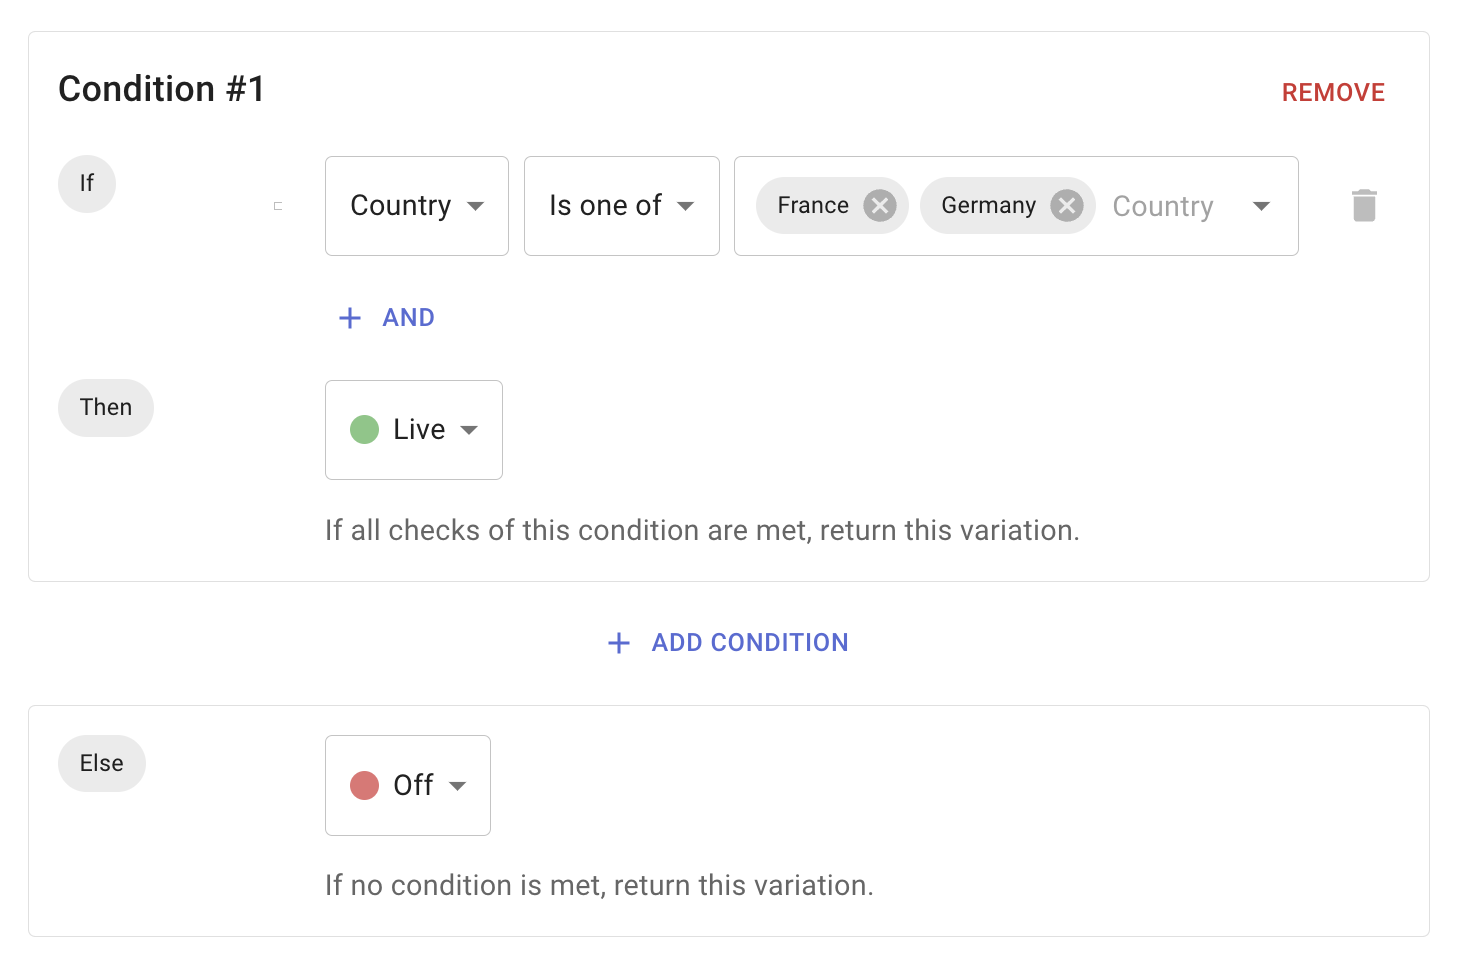 Condition #1
REMOVE
If
Country
Is one of
France
Germany
Country
AND
Then
Live
If all checks of this condition are met, return this variation.
ADD CONDITION
Else
Off
If no condition is met, return this variation.